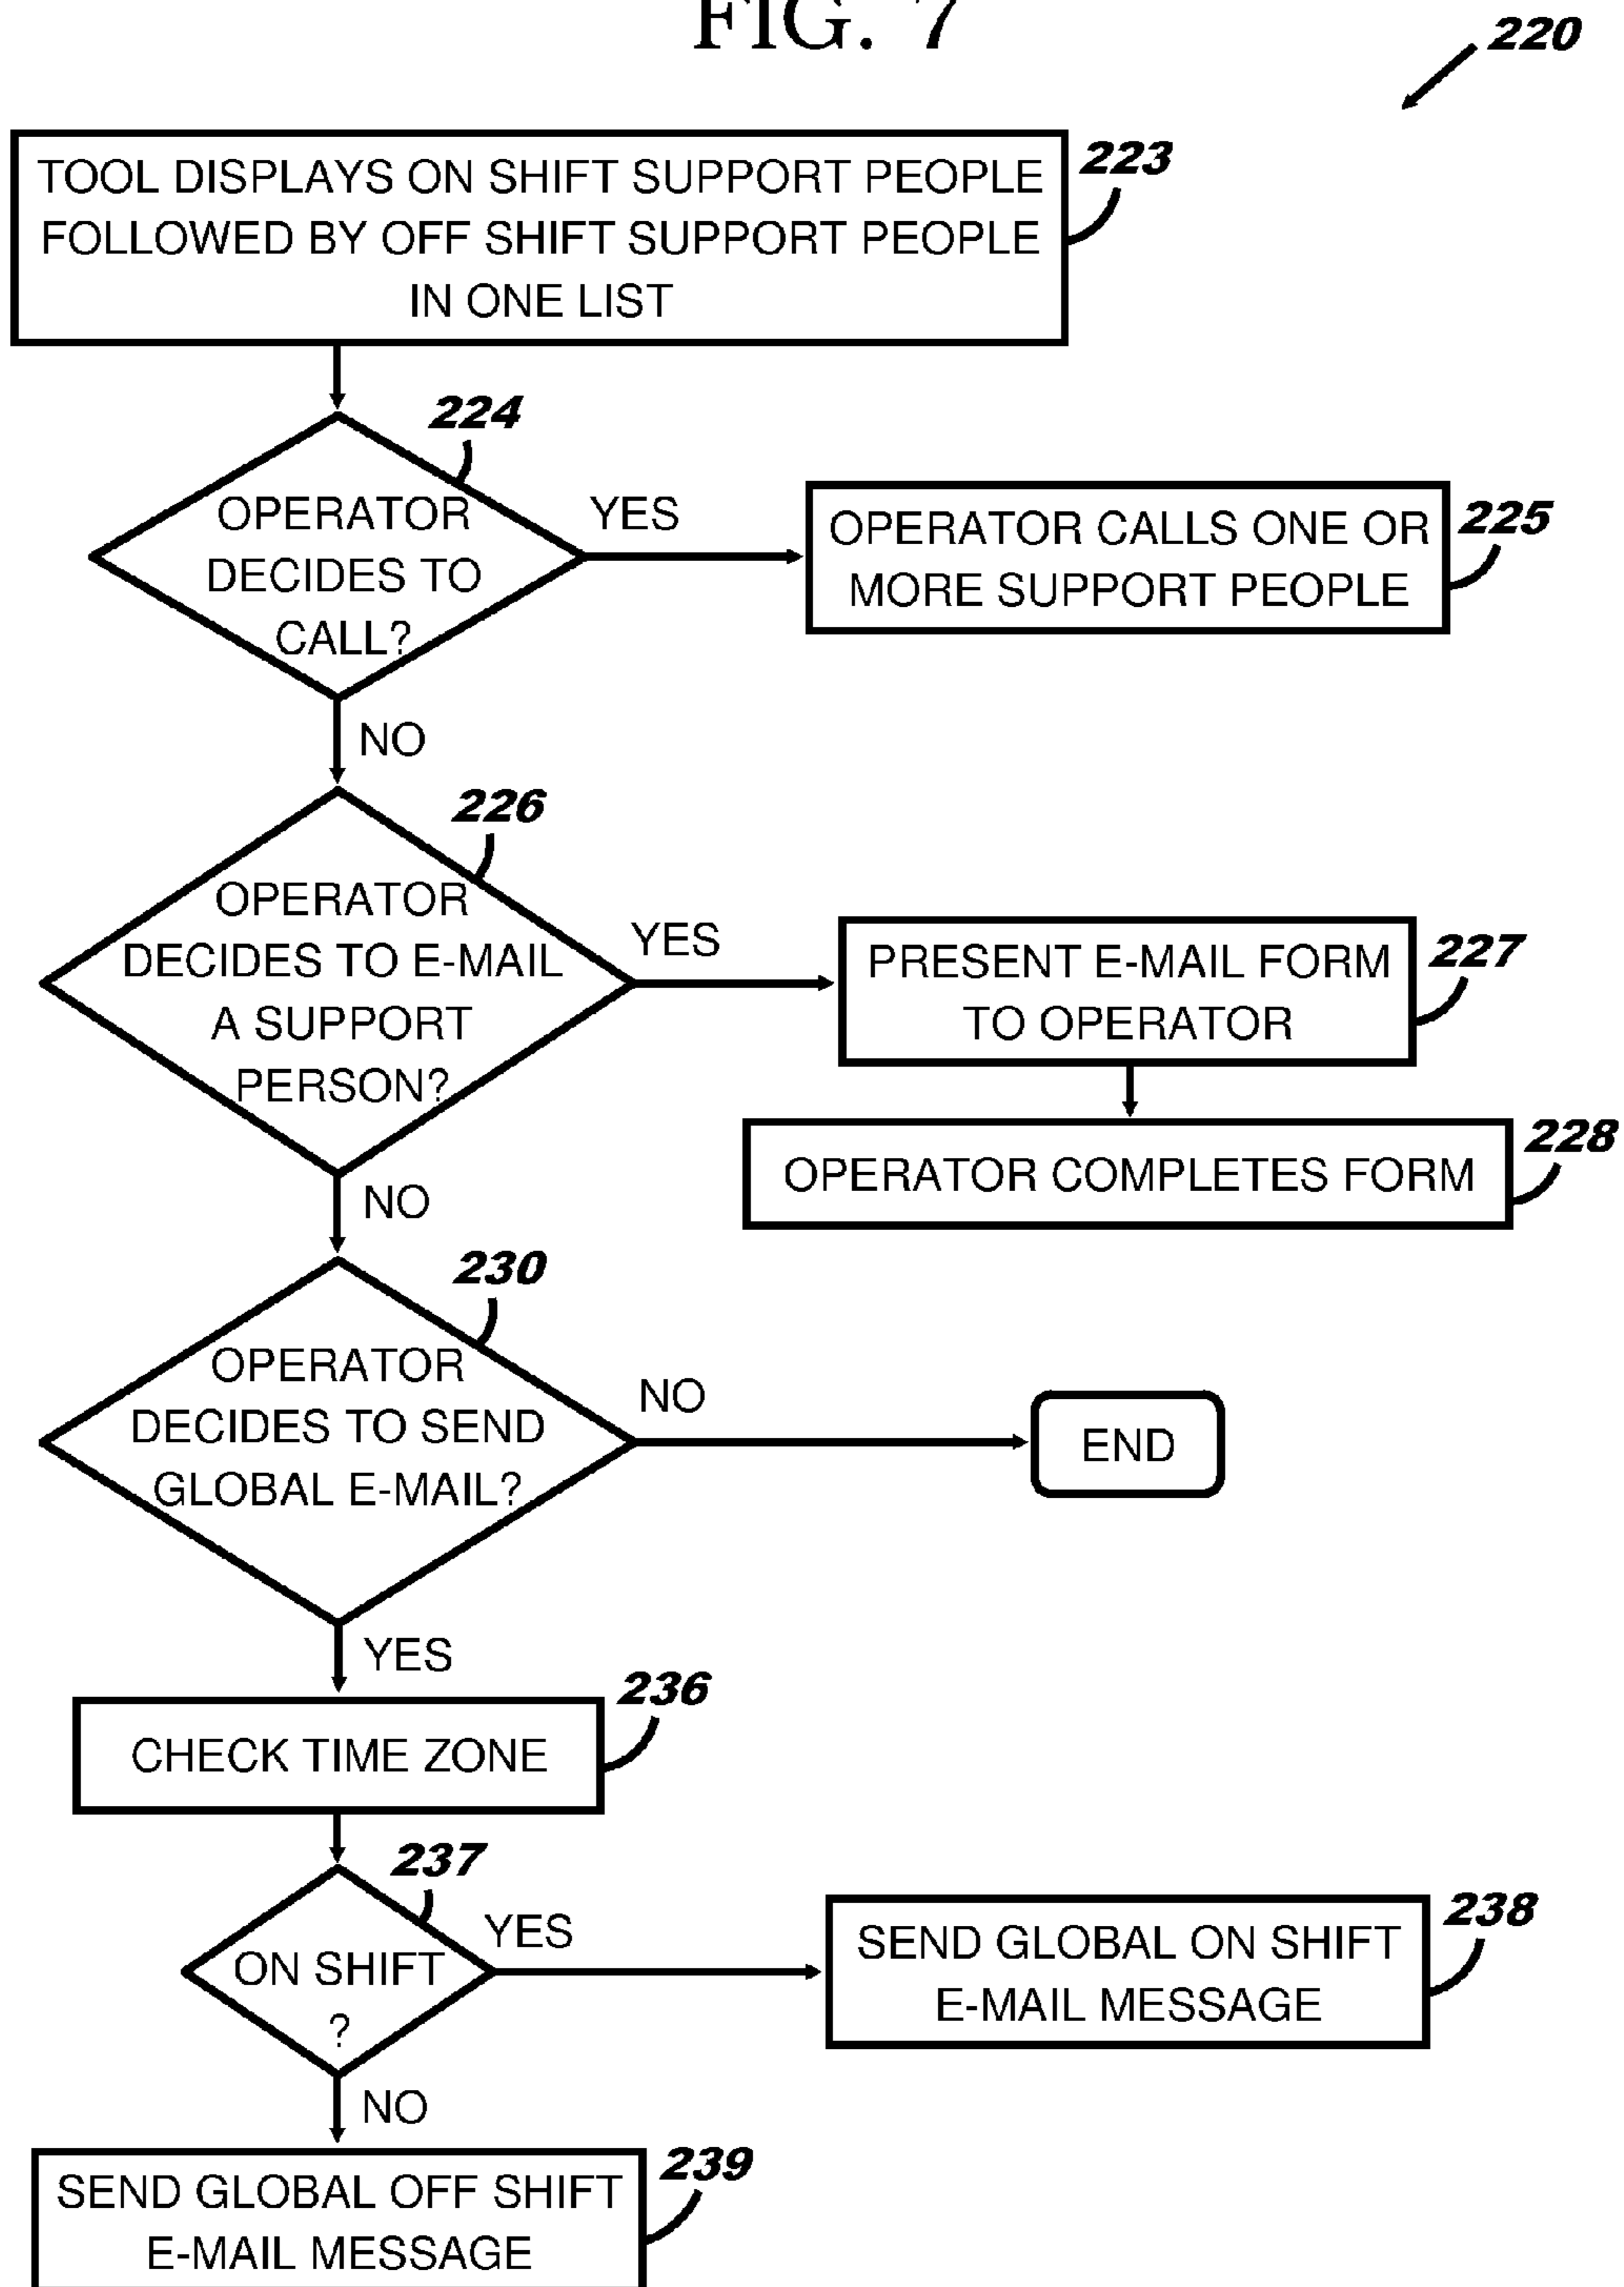 FIG. 7
220
TOOL DISPLAYS ON SHIFT SUPPORT PEOPLE
FOLLOWED BY OFF SHIFT SUPPORT PEOPLE
IN ONE LIST
223
224
OPERATOR
DECIDES TO
CALL?
YES
OPERATOR CALLS ONE OR
MORE SUPPORT PEOPLE
225
NO
226
OPERATOR
DECIDES TO E-MAIL
A SUPPORT
PERSON?
YES
PRESENT E-MAIL FORM
TO OPERATOR
227
OPERATOR COMPLETES FORM
228
NO
230
OPERATOR
DECIDES TO SEND
GLOBAL E-MAIL?
NO
END
YES
236
CHECK TIME ZONE
237
ON SHIFT
?
YES
SEND GLOBAL ON SHIFT
E-MAIL MESSAGE
238
NO
SEND GLOBAL OFF SHIFT
E-MAIL MESSAGE
239